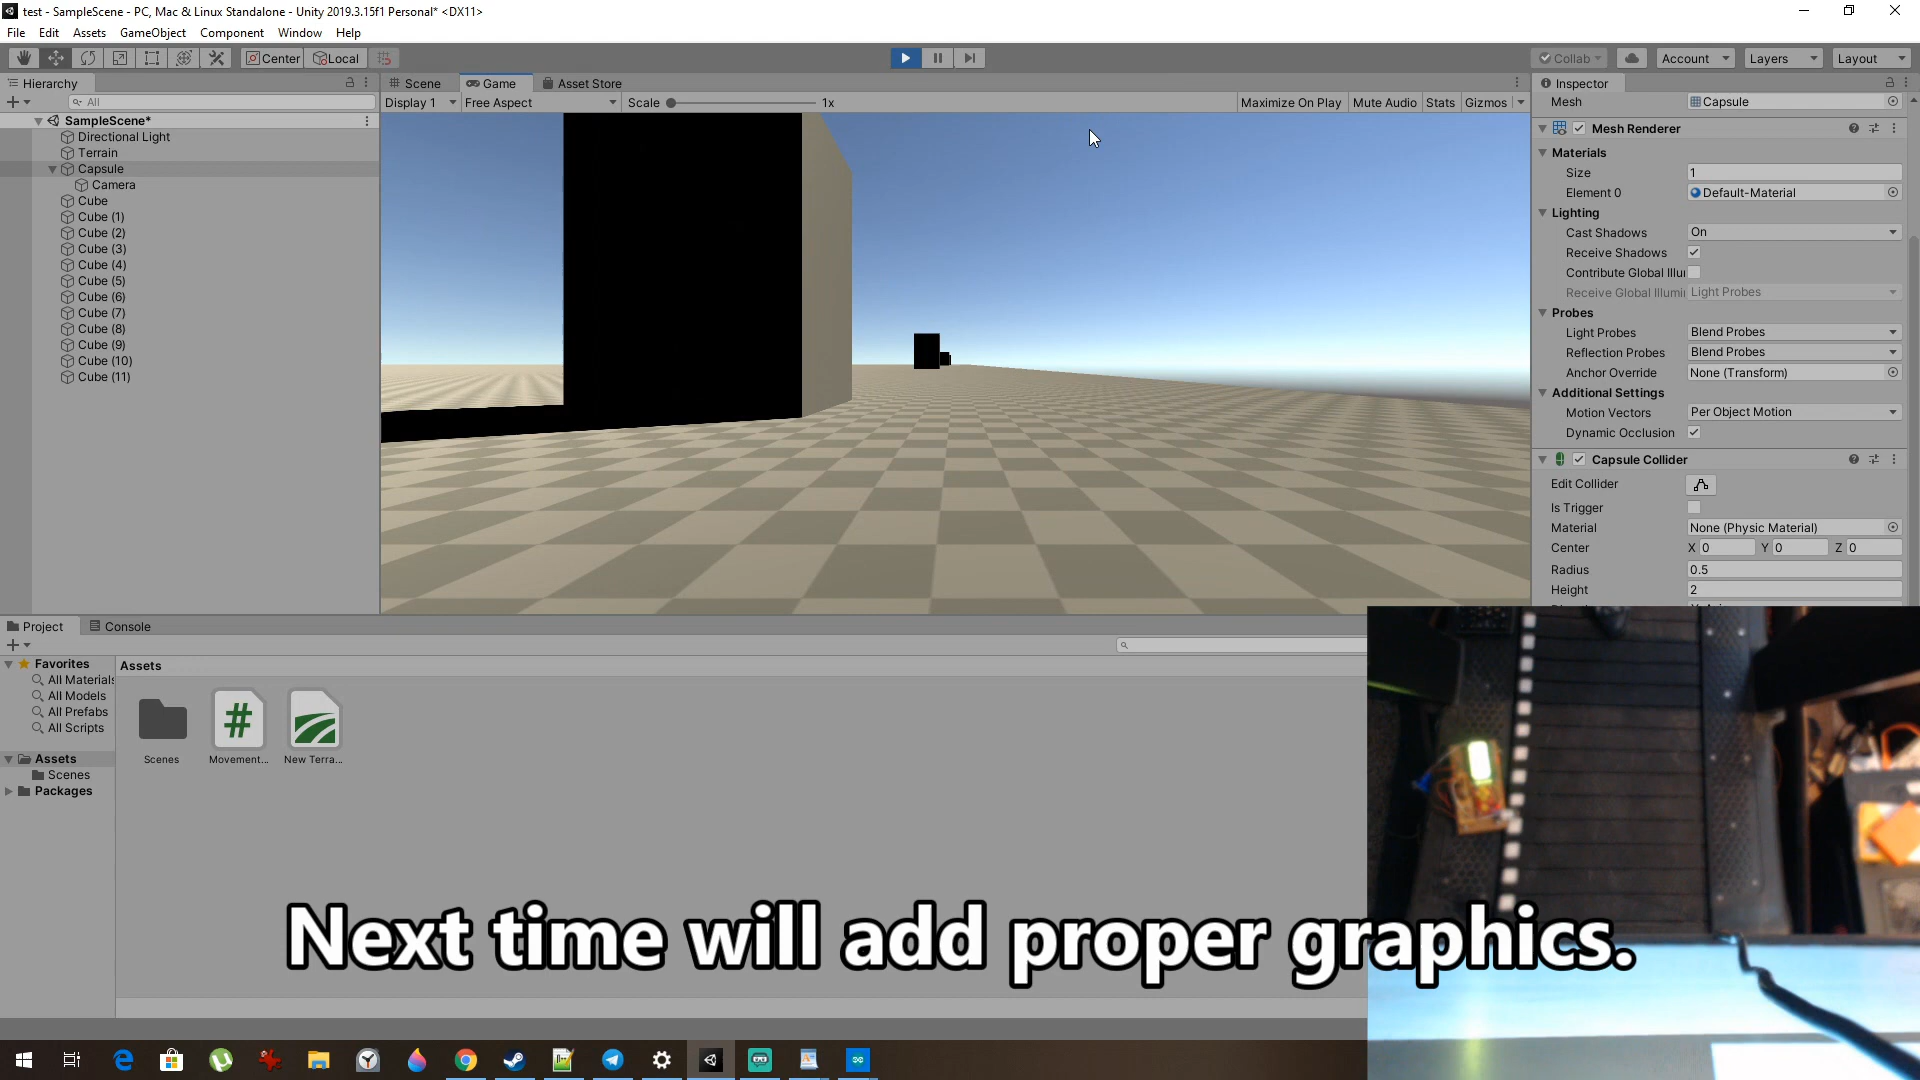 test - SampleScene - PC, Mac & Linux Standalone - Unity 2019.3.15f1 Personal* <DX11>
File Edit Assets GameObject Component Window Help
Center Local
Collab Account Layers Layout
Hierarchy
All
SampleScene*
Directional Light
Terrain
Capsule
Camera
Cube
Cube (1)
Cube (2)
Cube (3)
Cube (4)
Cube (5)
Cube (6)
Cube (7)
Cube (8)
Cube (9)
Cube (10)
Cube (11)
Scene Game Asset Store
Display 1 Free Aspect Scale 1x Maximize On Play Mute Audio Stats Gizmos
Inspector
Mesh Capsule
Mesh Renderer
Materials
Size 1
Element 0 Default-Material
Lighting
Cast Shadows On
Receive Shadows
Contribute Global Illui
Receive Global Illumii Light Probes
Probes
Light Probes Blend Probes
Reflection Probes Blend Probes
Anchor Override None (Transform)
Additional Settings
Motion Vectors Per Object Motion
Dynamic Occlusion
Capsule Collider
Edit Collider
Is Trigger
Material None (Physic Material)
Center X 0 Y 0 Z 0
Radius 0.5
Height 2
Project Console
Favorites
All Materials
All Models
All Prefabs
All Scripts
Assets
Scenes
Packages
Assets
Scenes Movement... New Terra...
Next time will add proper graphics.